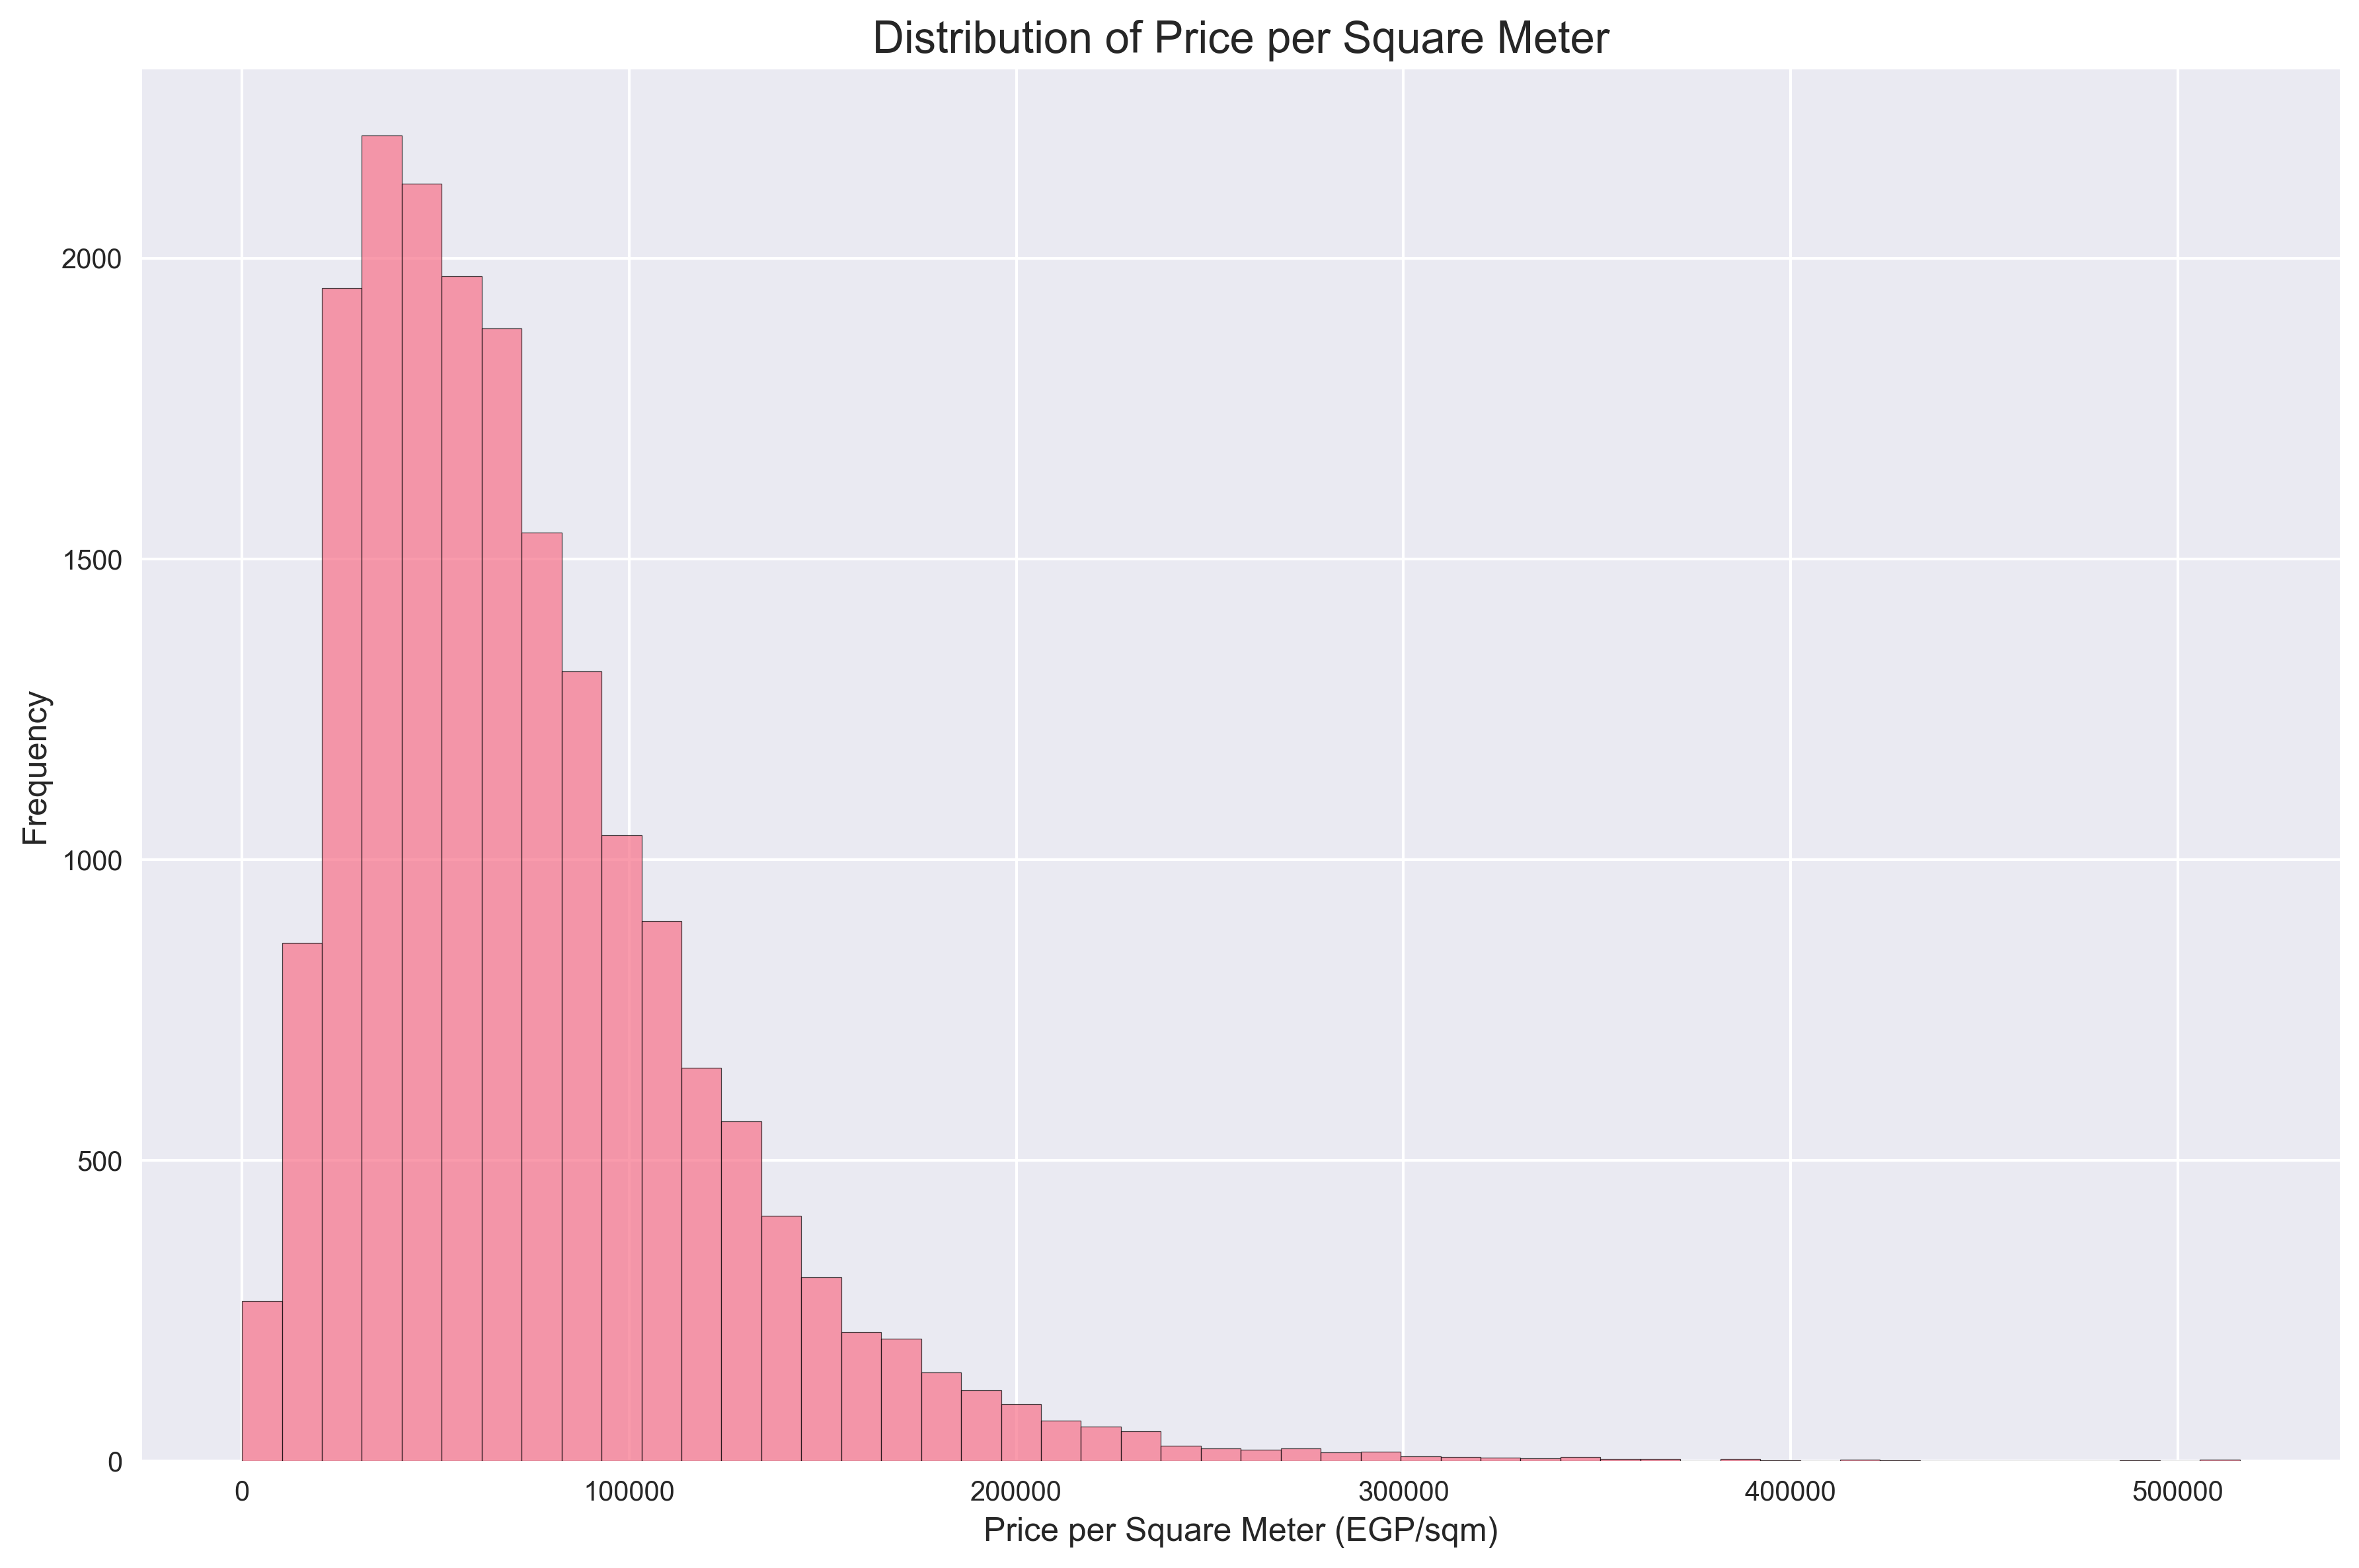 Distribution of Price per Square Meter
Frequency
2000
1500
1000
500
0
0 100000 200000 300000 400000 500000
Price per Square Meter (EGP/sqm)